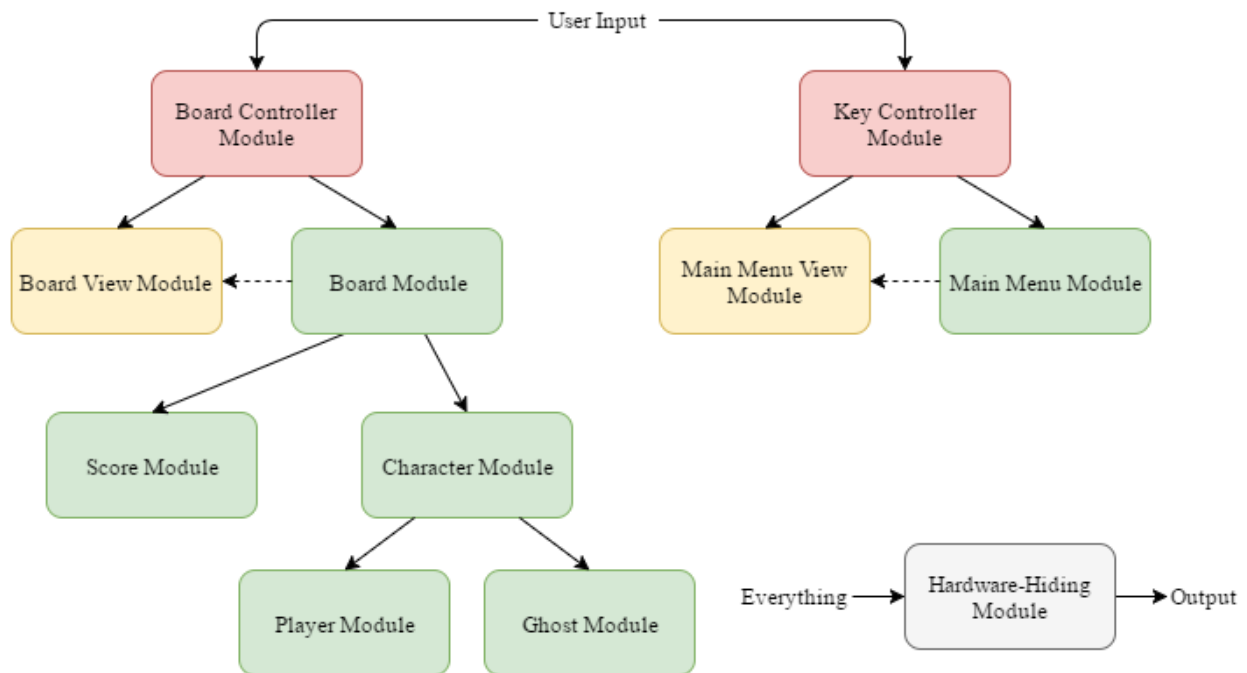 User Input
Board Controller
Module
Key Controller
Module
Board View Module
Board Module
Main Menu View
Module
Main Menu Module
Score Module
Character Module
Player Module
Ghost Module
Everything
Hardware-Hiding
Module
Output